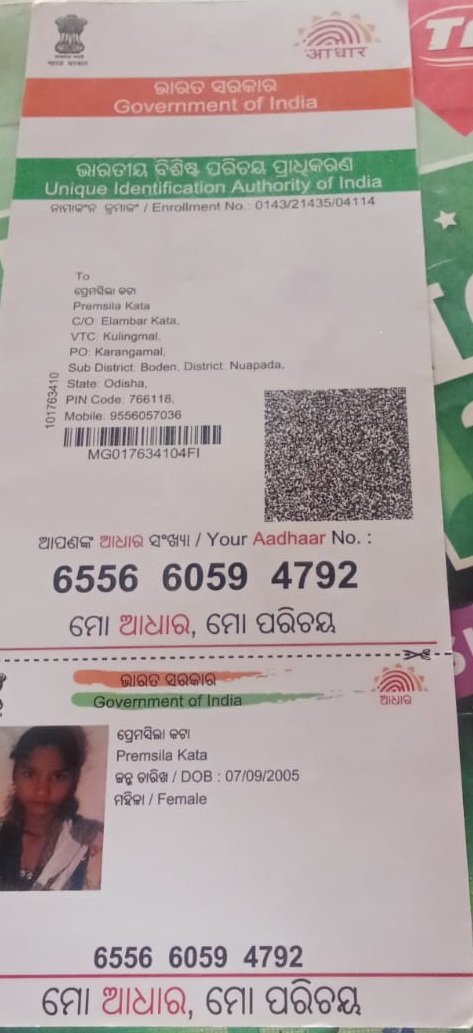 भारत सरकार
आधार
ଭାରତ ସରକାର
Government of India
ଭାରତୀୟ ବିଶିଷ୍ଟ ପରିଚୟ ପ୍ରାଧିକରଣ
Unique Identification Authority of India
ନାମାଙ୍କନ କ୍ରମାଙ୍କ / Enrollment No.: 0143/21435/04114
To
ପ୍ରେମସିଲା କଟା
Premsila Kata
C/O: Elambar Kata,
VTC: Kulingmal,
PO: Karangamal,
Sub District: Boden, District: Nuapada,
State: Odisha,
PIN Code: 766118,
Mobile: 9556057036
101763410
MG017634104FI
ଆପଣଙ୍କ ଆଧାର ସଂଖ୍ୟା / Your Aadhaar No. :
6556 6059 4792
ମୋ ଆଧାର, ମୋ ପରିଚୟ
ଭାରତ ସରକାର
Government of India
ଆଧାର
ପ୍ରେମସିଲା କଟା
Premsila Kata
ଜନ୍ମ ତାରିଖ / DOB : 07/09/2005
ମହିଳା / Female
6556 6059 4792
ମୋ ଆଧାର, ମୋ ପରିଚୟ